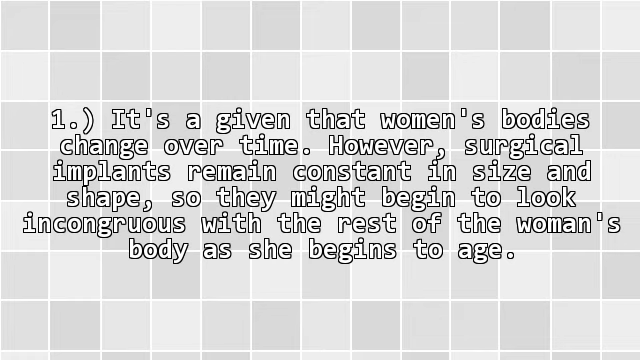 1.) It's a given that women's bodies
change over time. However, surgical
implants remain constant in size and
shape, so they might begin to look
incongruous with the rest of the woman's
body as she begins to age.